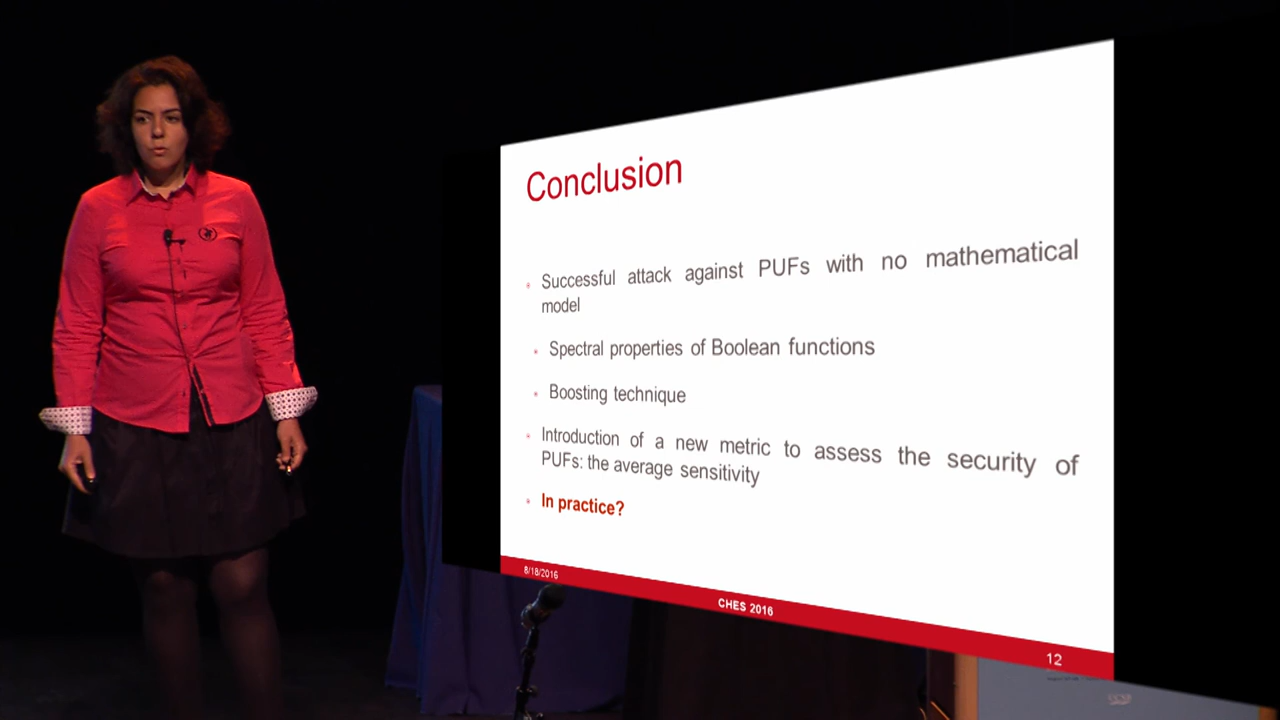 Conclusion
Successful attack against PUFs with no mathematical
model
Spectral properties of Boolean functions
Boosting technique
Introduction of a new metric to assess the security of
PUFs: the average sensitivity
In practice?
8/18/2016
CHES 2016
12